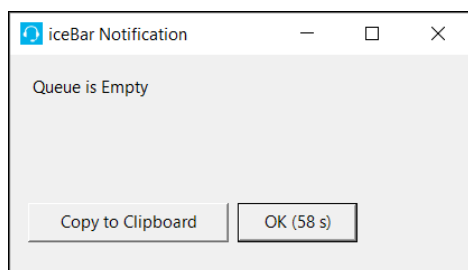 iceBar Notification
Queue is Empty
Copy to Clipboard
OK (58 s)